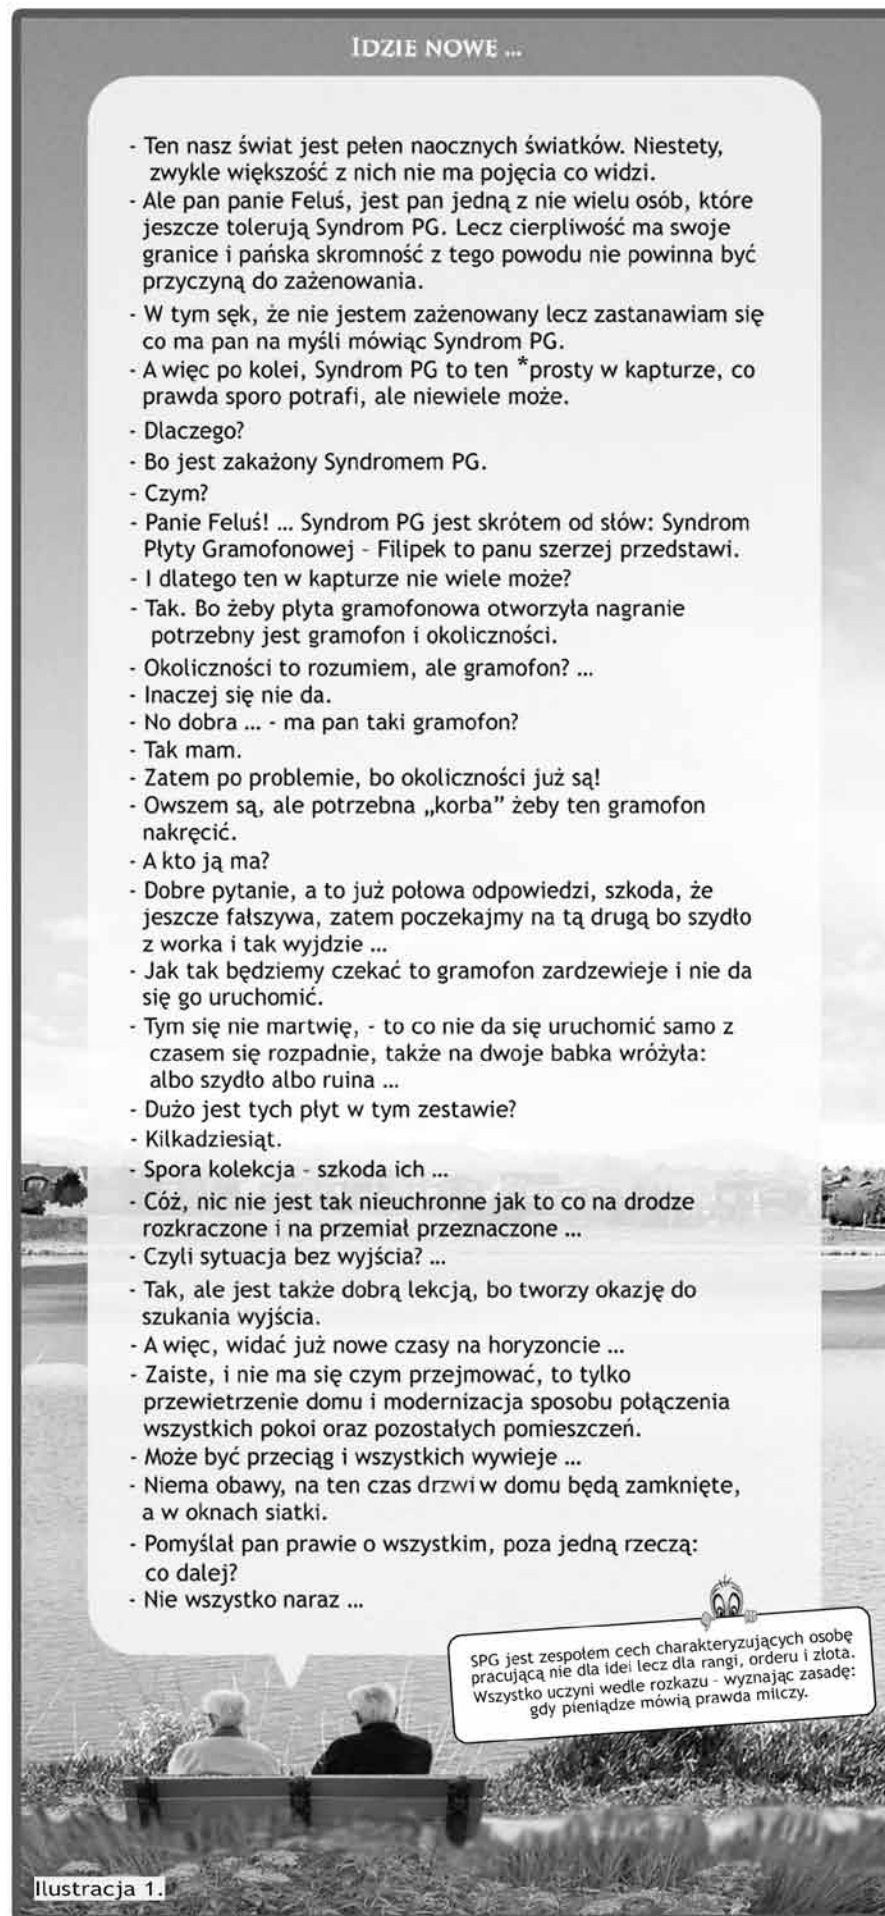 IDZIE NOWE ...
- Ten nasz świat jest pełen naocznych światków. Niestety,
zwykle większość z nich nie ma pojęcia co widzi.
- Ale pan panie Feluś, jest pan jedną z nie wielu osób, które
jeszcze tolerują Syndrom PG. Lecz cierpliwość ma swoje
granice i pańska skromność z tego powodu nie powinna być
przyczyną do zażenowania.
- W tym sęk, że nie jestem zażenowany lecz zastanawiam się
co ma pan na myśli mówiąc Syndrom PG.
- A więc po kolei, Syndrom PG to ten *prosty w kapturze, co
prawda sporo potrafi, ale niewiele może.
- Dlaczego?
- Bo jest zakażony Syndromem PG.
- Czym?
- Panie Feluś! ... Syndrom PG jest skrótem od słów: Syndrom
Płyty Gramofonowej - Filipek to panu szerzej przedstawi.
- I dlatego ten w kapturze nie wiele może?
- Tak. Bo żeby płyta gramofonowa otworzyła nagranie
potrzebny jest gramofon i okoliczności.
- Okoliczności to rozumiem, ale gramofon? ...
- Inaczej się nie da.
- No dobra ... - ma pan taki gramofon?
- Tak mam.
- Zatem po problemie, bo okoliczności już są!
- Owszem są, ale potrzebna „korba” żeby ten gramofon
nakręcić.
- A kto ją ma?
- Dobre pytanie, a to już połowa odpowiedzi, szkoda, że
jeszcze fałszywa, zatem poczekajmy na tą drugą bo szydło
z worka i tak wyjdzie ...
- Jak tak będziemy czekać to gramofon zardzewieje i nie da
się go uruchomić.
- Tym się nie martwię, - to co nie da się uruchomić samo z
czasem się rozpadnie, także na dwoje babka wróżyła:
albo szydło albo ruina ...
- Dużo jest tych płyt w tym zestawie?
- Kilkadziesiąt.
- Spora kolekcja - szkoda ich ...
- Cóż, nic nie jest tak nieuchronne jak to co na drodze
rozkraczone i na przemiał przeznaczone ...
- Czyli sytuacja bez wyjścia? ...
- Tak, ale jest także dobrą lekcją, bo tworzy okazję do
szukania wyjścia.
- A więc, widać już nowe czasy na horyzoncie ...
- Zaiste, i nie ma się czym przejmować, to tylko
przewietrzenie domu i modernizacja sposobu połączenia
wszystkich pokoi oraz pozostałych pomieszczeń.
- Może być przeciąg i wszystkich wywieje ...
- Niema obawy, na ten czas drzwi w domu będą zamknięte,
a w oknach siatki.
- Pomyślał pan prawie o wszystkim, poza jedną rzeczą:
co dalej?
- Nie wszystko naraz ...
SPG jest zespołem cech charakteryzujących osobę
pracującą nie dla idei lecz dla rangi, orderu i złota.
Wszystko uczyni wedle rozkazu - wyznając zasadę:
gdy pieniądze mówią prawda milczy.
Ilustracja 1.